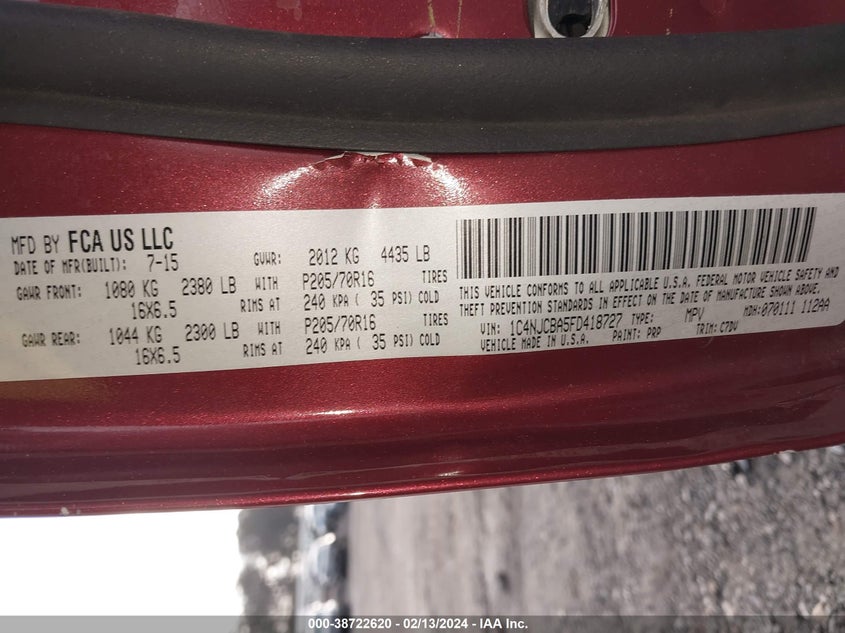 MFD BY FCA US LLC
DATE OF MFR(BUILT): 7-15 GVWR: 2012 KG 4435 LB
GAWR FRONT: 1080 KG 2380 LB WITH P205/70R16 TIRES
16X6.5 RIMS AT 240 KPA ( 35 PSI) COLD
GAWR REAR: 1044 KG 2300 LB WITH P205/70R16 TIRES
16X6.5 RIMS AT 240 KPA ( 35 PSI) COLD
THIS VEHICLE CONFORMS TO ALL APPLICABLE U.S.A. FEDERAL MOTOR VEHICLE SAFETY AND
THEFT PREVENTION STANDARDS IN EFFECT ON THE DATE OF MANUFACTURE SHOWN ABOVE.
VIN: 1C4NJCBA5FD418727 TYPE: MPV MDH:070111 112AA
VEHICLE MADE IN U.S.A. PAINT: PRP TRIM: C7DV
000-38722620 - 02/13/2024 - IAA Inc.